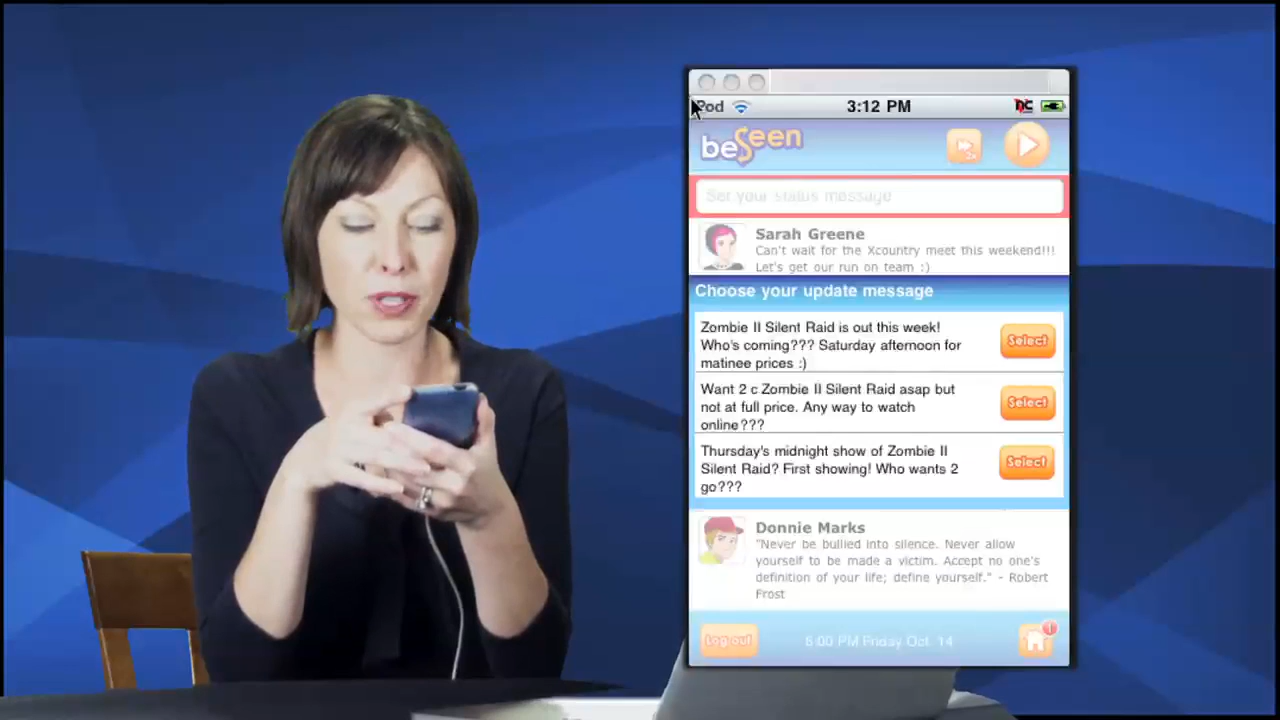 iPod 3:12 PM
beSeen
2x
Set your status message
Sarah Greene
Can't wait for the Xcountry meet this weekend!!!
Let's get our run on team :)
Choose your update message
Zombie II Silent Raid is out this week!
Who's coming??? Saturday afternoon for
matinee prices :)
Select
Want 2 c Zombie II Silent Raid asap but
not at full price. Any way to watch
online???
Select
Thursday's midnight show of Zombie II
Silent Raid? First showing! Who wants 2
go???
Select
Donnie Marks
"Never be bullied into silence. Never allow
yourself to be made a victim. Accept no one's
definition of your life; define yourself." - Robert
Frost
Log out 6:00 PM Friday Oct. 14